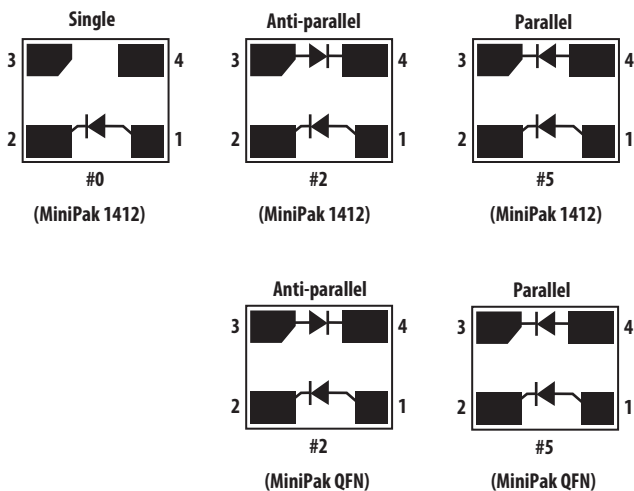 Single
3 4
2 1
#0
(MiniPak 1412)
Anti-parallel
3 4
2 1
#2
(MiniPak 1412)
Parallel
3 4
2 1
#5
(MiniPak 1412)
Anti-parallel
3 4
2 1
#2
(MiniPak QFN)
Parallel
3 4
2 1
#5
(MiniPak QFN)